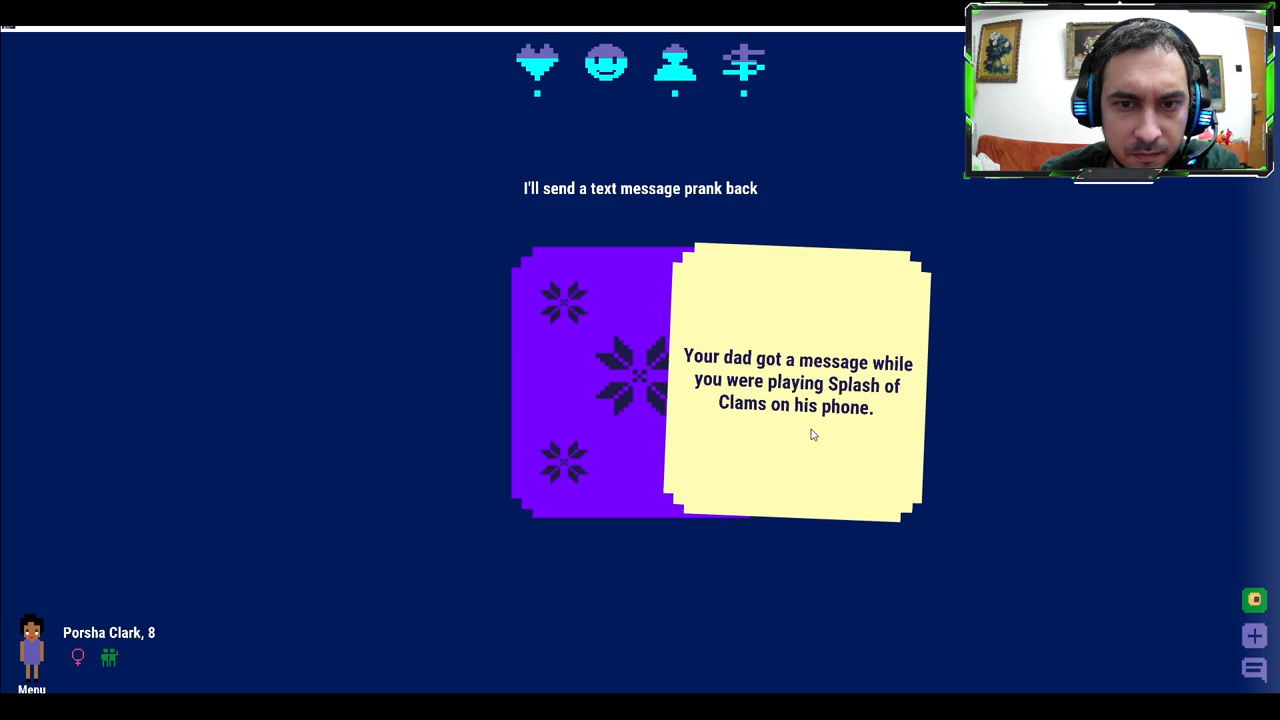 I'll send a text message prank back
Your dad got a message while
you were playing Splash of
Clams on his phone.
Porsha Clark, 8
Menu